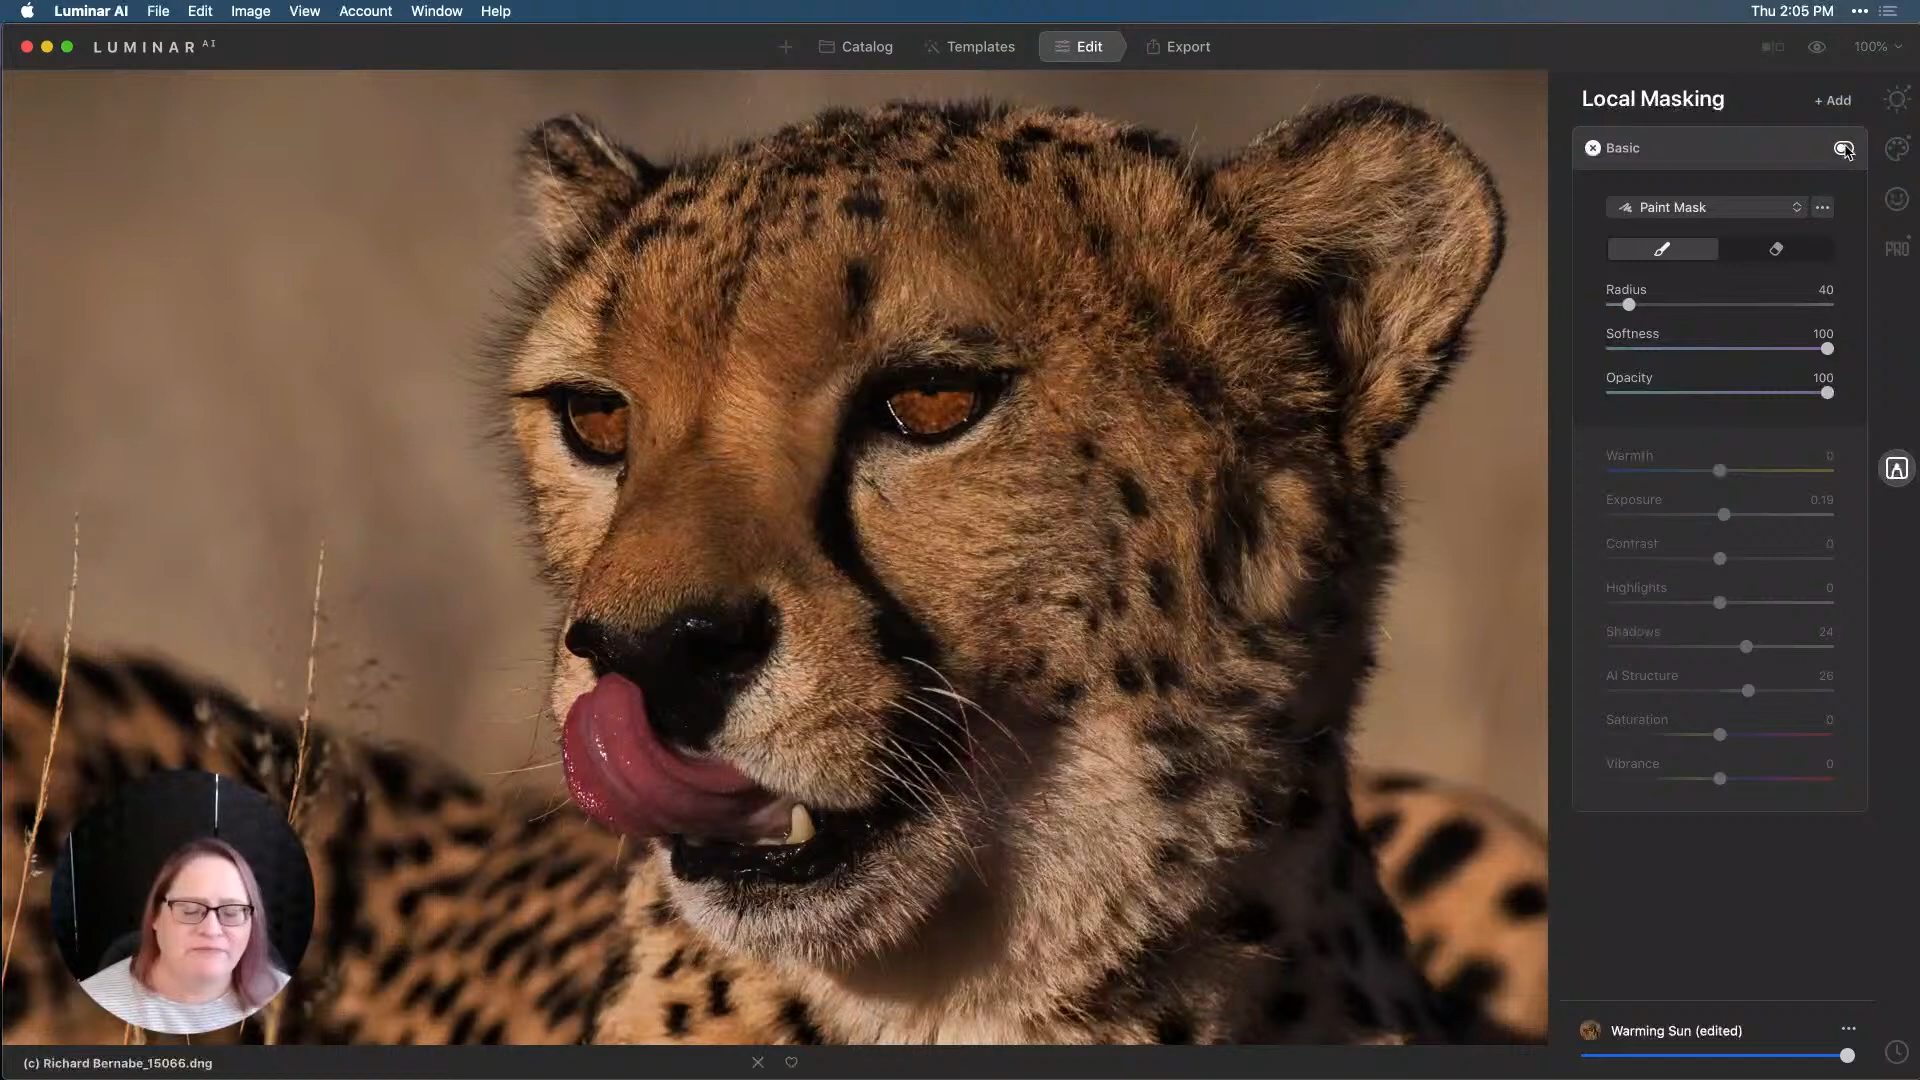 Luminar AI File Edit Image View Account Window Help Thu 2:05 PM
LUMINAR AI Catalog Templates Edit Export 100%
Local Masking + Add
Basic
Paint Mask
PRO
Radius 40
Softness 100
Opacity 100
Warmth 0
Exposure 0.19
Contrast 0
Highlights 0
Shadows 24
AI Structure 26
Saturation 0
Vibrance 0
Warming Sun (edited)
(c) Richard Bernabe_15066.dng